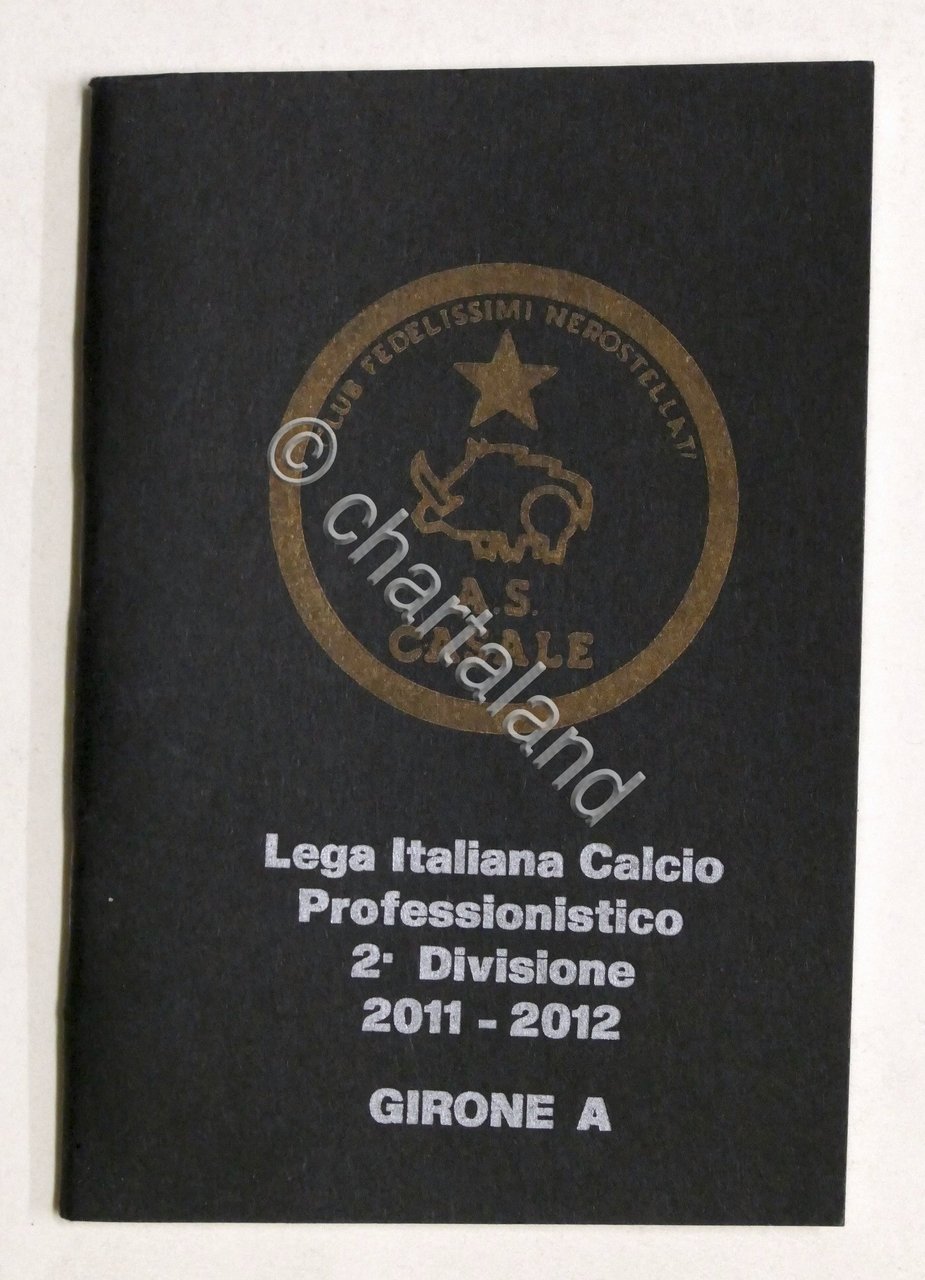 CLUB FEDELISSIMI NEROSTELLATI
A.S.
CASALE
© chartaland
Lega Italiana Calcio
Professionistico
2· Divisione
2011 - 2012
GIRONE A